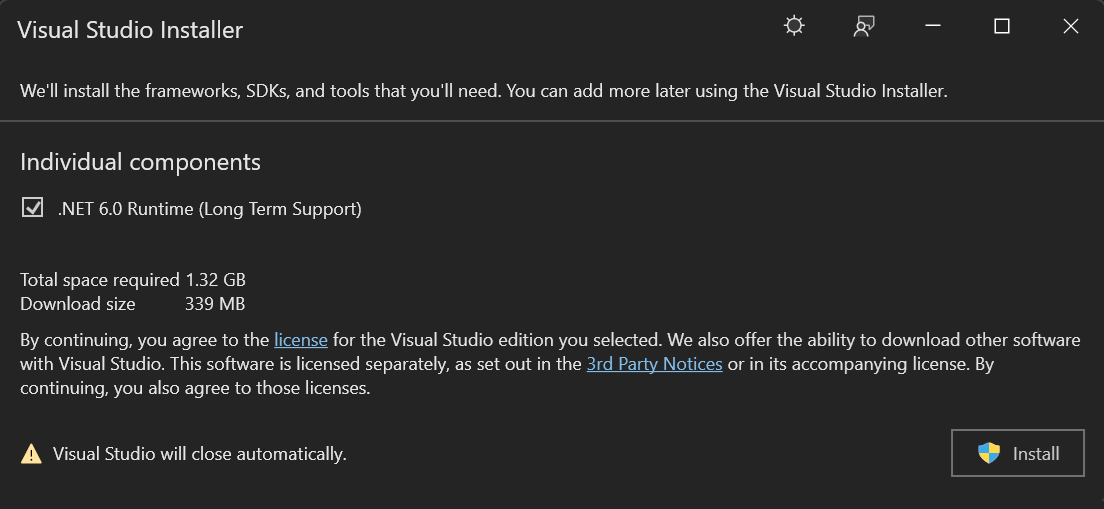 Visual Studio Installer
We'll install the frameworks, SDKs, and tools that you'll need. You can add more later using the Visual Studio Installer.
Individual components
.NET 6.0 Runtime (Long Term Support)
Total space required 1.32 GB
Download size 339 MB
By continuing, you agree to the license for the Visual Studio edition you selected. We also offer the ability to download other software
with Visual Studio. This software is licensed separately, as set out in the 3rd Party Notices or in its accompanying license. By
continuing, you also agree to those licenses.
Visual Studio will close automatically.
Install